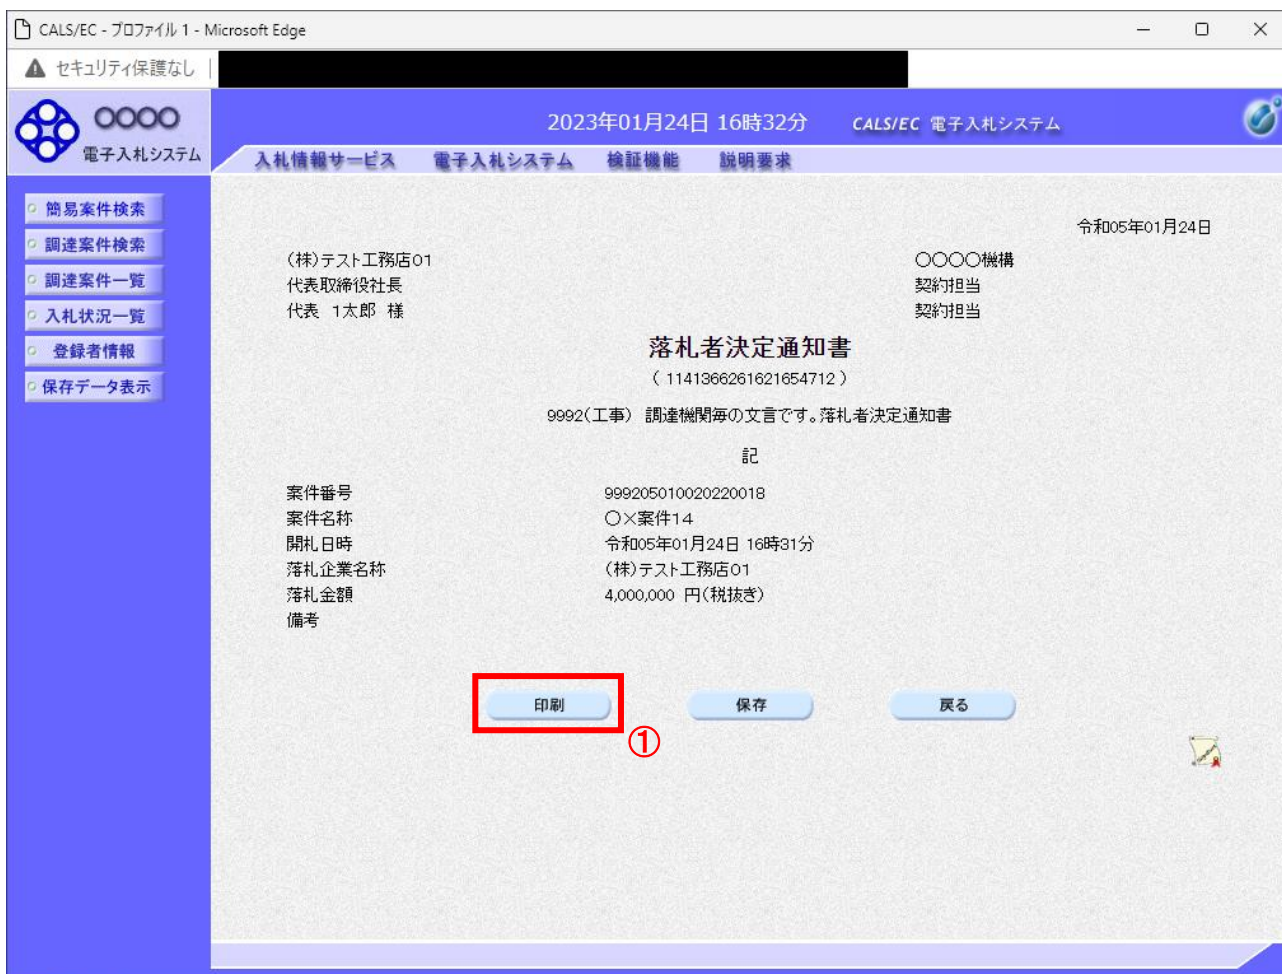 CALS/EC - プロファイル 1 - Microsoft Edge
セキュリティ保護なし
○○○○
電子入札システム
2023年01月24日 16時32分
CALS/EC 電子入札システム
入札情報サービス 電子入札システム 検証機能 説明要求
簡易案件検索
調達案件検索
調達案件一覧
入札状況一覧
登録者情報
保存データ表示
令和05年01月24日
(株)テスト工務店01
代表取締役社長
代表 1太郎 様
○○○○機構
契約担当
契約担当
落札者決定通知書
( 1141366261621654712 )
9992(工事) 調達機関毎の文言です。落札者決定通知書
記
案件番号 999205010020220018
案件名称 ○×案件14
開札日時 令和05年01月24日 16時31分
落札企業名称 (株)テスト工務店01
落札金額 4,000,000 円(税抜き)
備考
印刷 保存 戻る
①